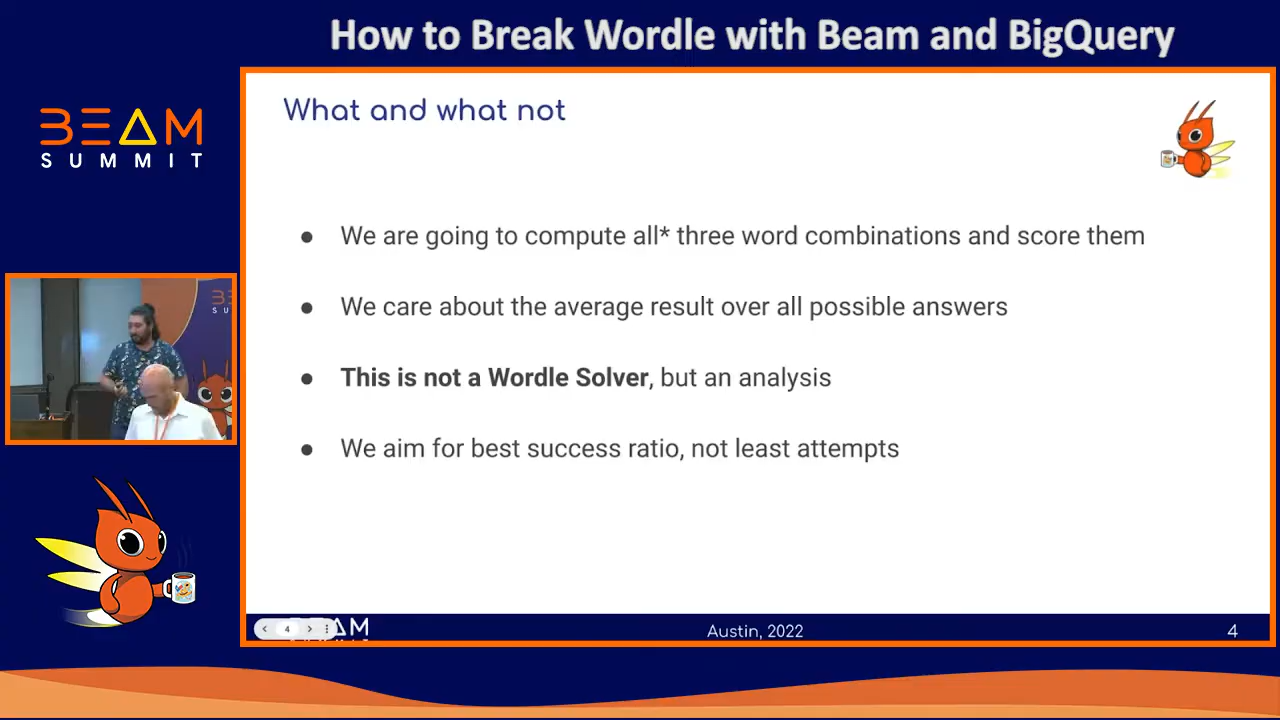 How to Break Wordle with Beam and BigQuery
BEAM
SUMMIT
What and what not
● We are going to compute all* three word combinations and score them
● We care about the average result over all possible answers
● This is not a Wordle Solver, but an analysis
● We aim for best success ratio, not least attempts
4
Austin, 2022
4